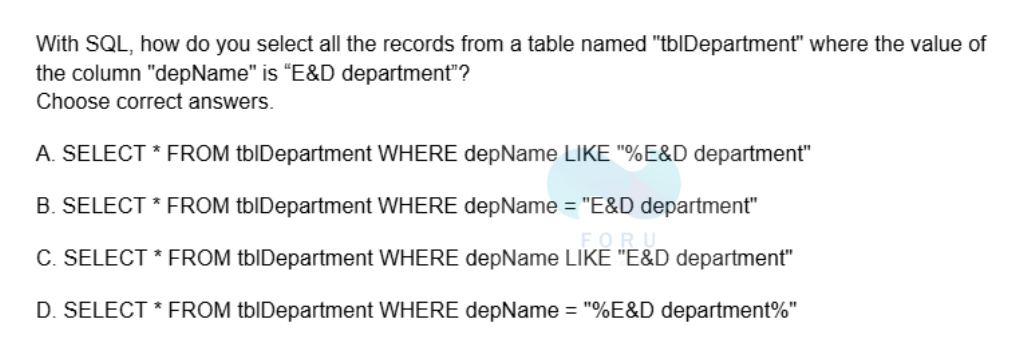 With SQL, how do you select all the records from a table named "tblDepartment" where the value of
the column "depName" is “E&D department”?
Choose correct answers.
A. SELECT * FROM tblDepartment WHERE depName LIKE "%E&D department"
B. SELECT * FROM tblDepartment WHERE depName = "E&D department"
FORU
C. SELECT * FROM tblDepartment WHERE depName LIKE "E&D department"
D. SELECT * FROM tblDepartment WHERE depName = "%E&D department%"